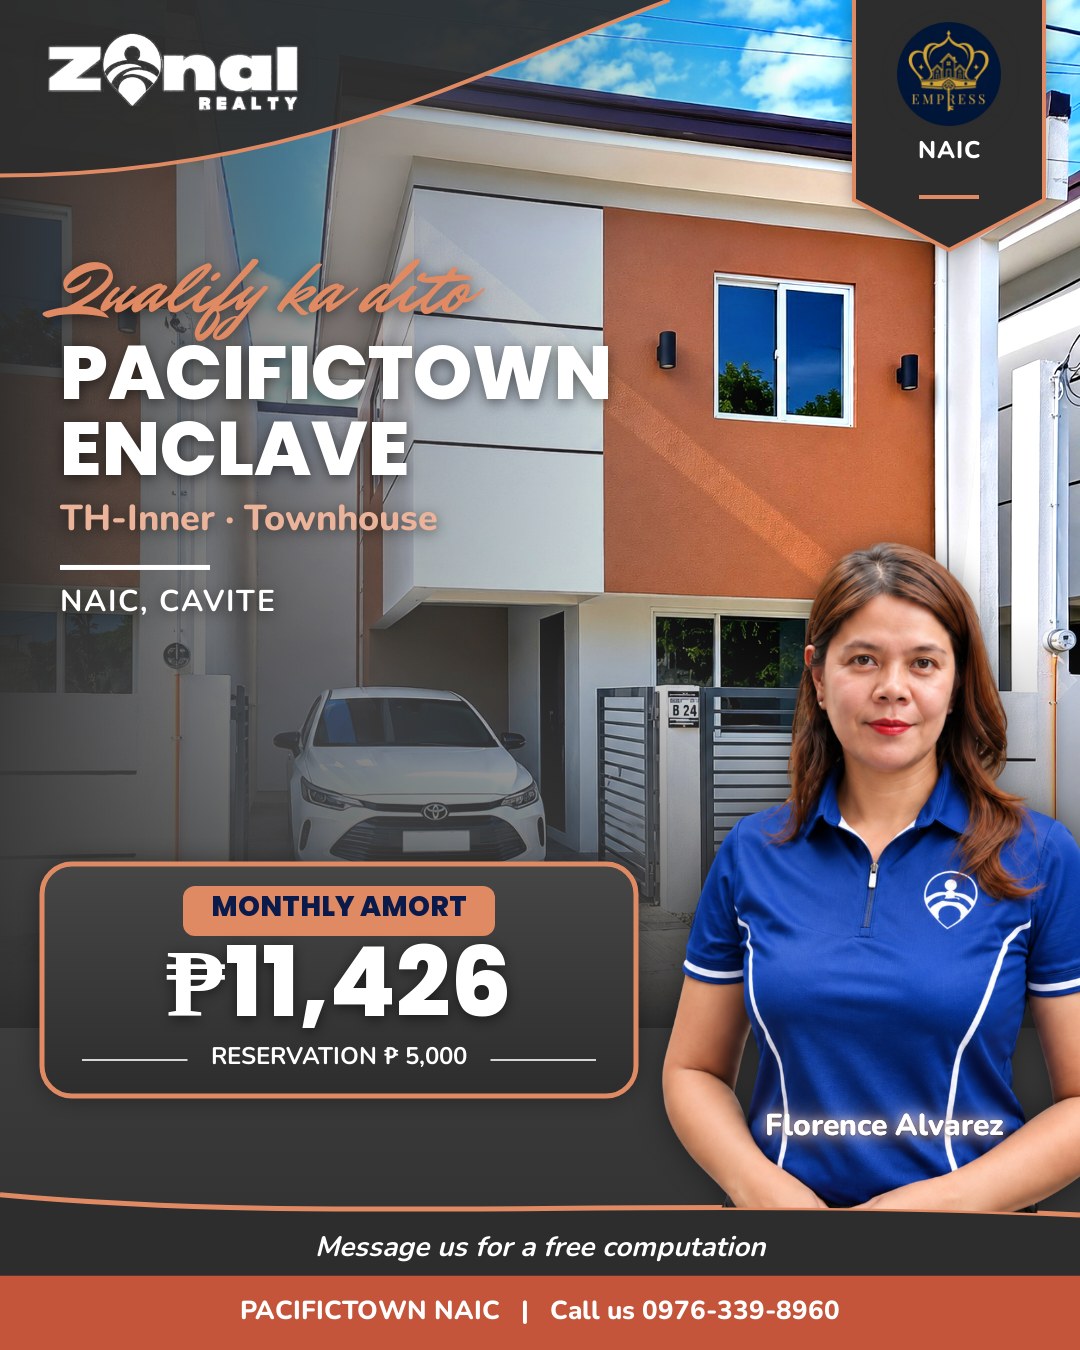 Zonal
REALTY
EMPRESS
NAIC
Qualify ka dito
PACIFICTOWN
ENCLAVE
TH-Inner · Townhouse
NAIC, CAVITE
B 24
MONTHLY AMORT
₱11,426
RESERVATION ₱ 5,000
Florence Alvarez
Message us for a free computation
PACIFICTOWN NAIC | Call us 0976-339-8960